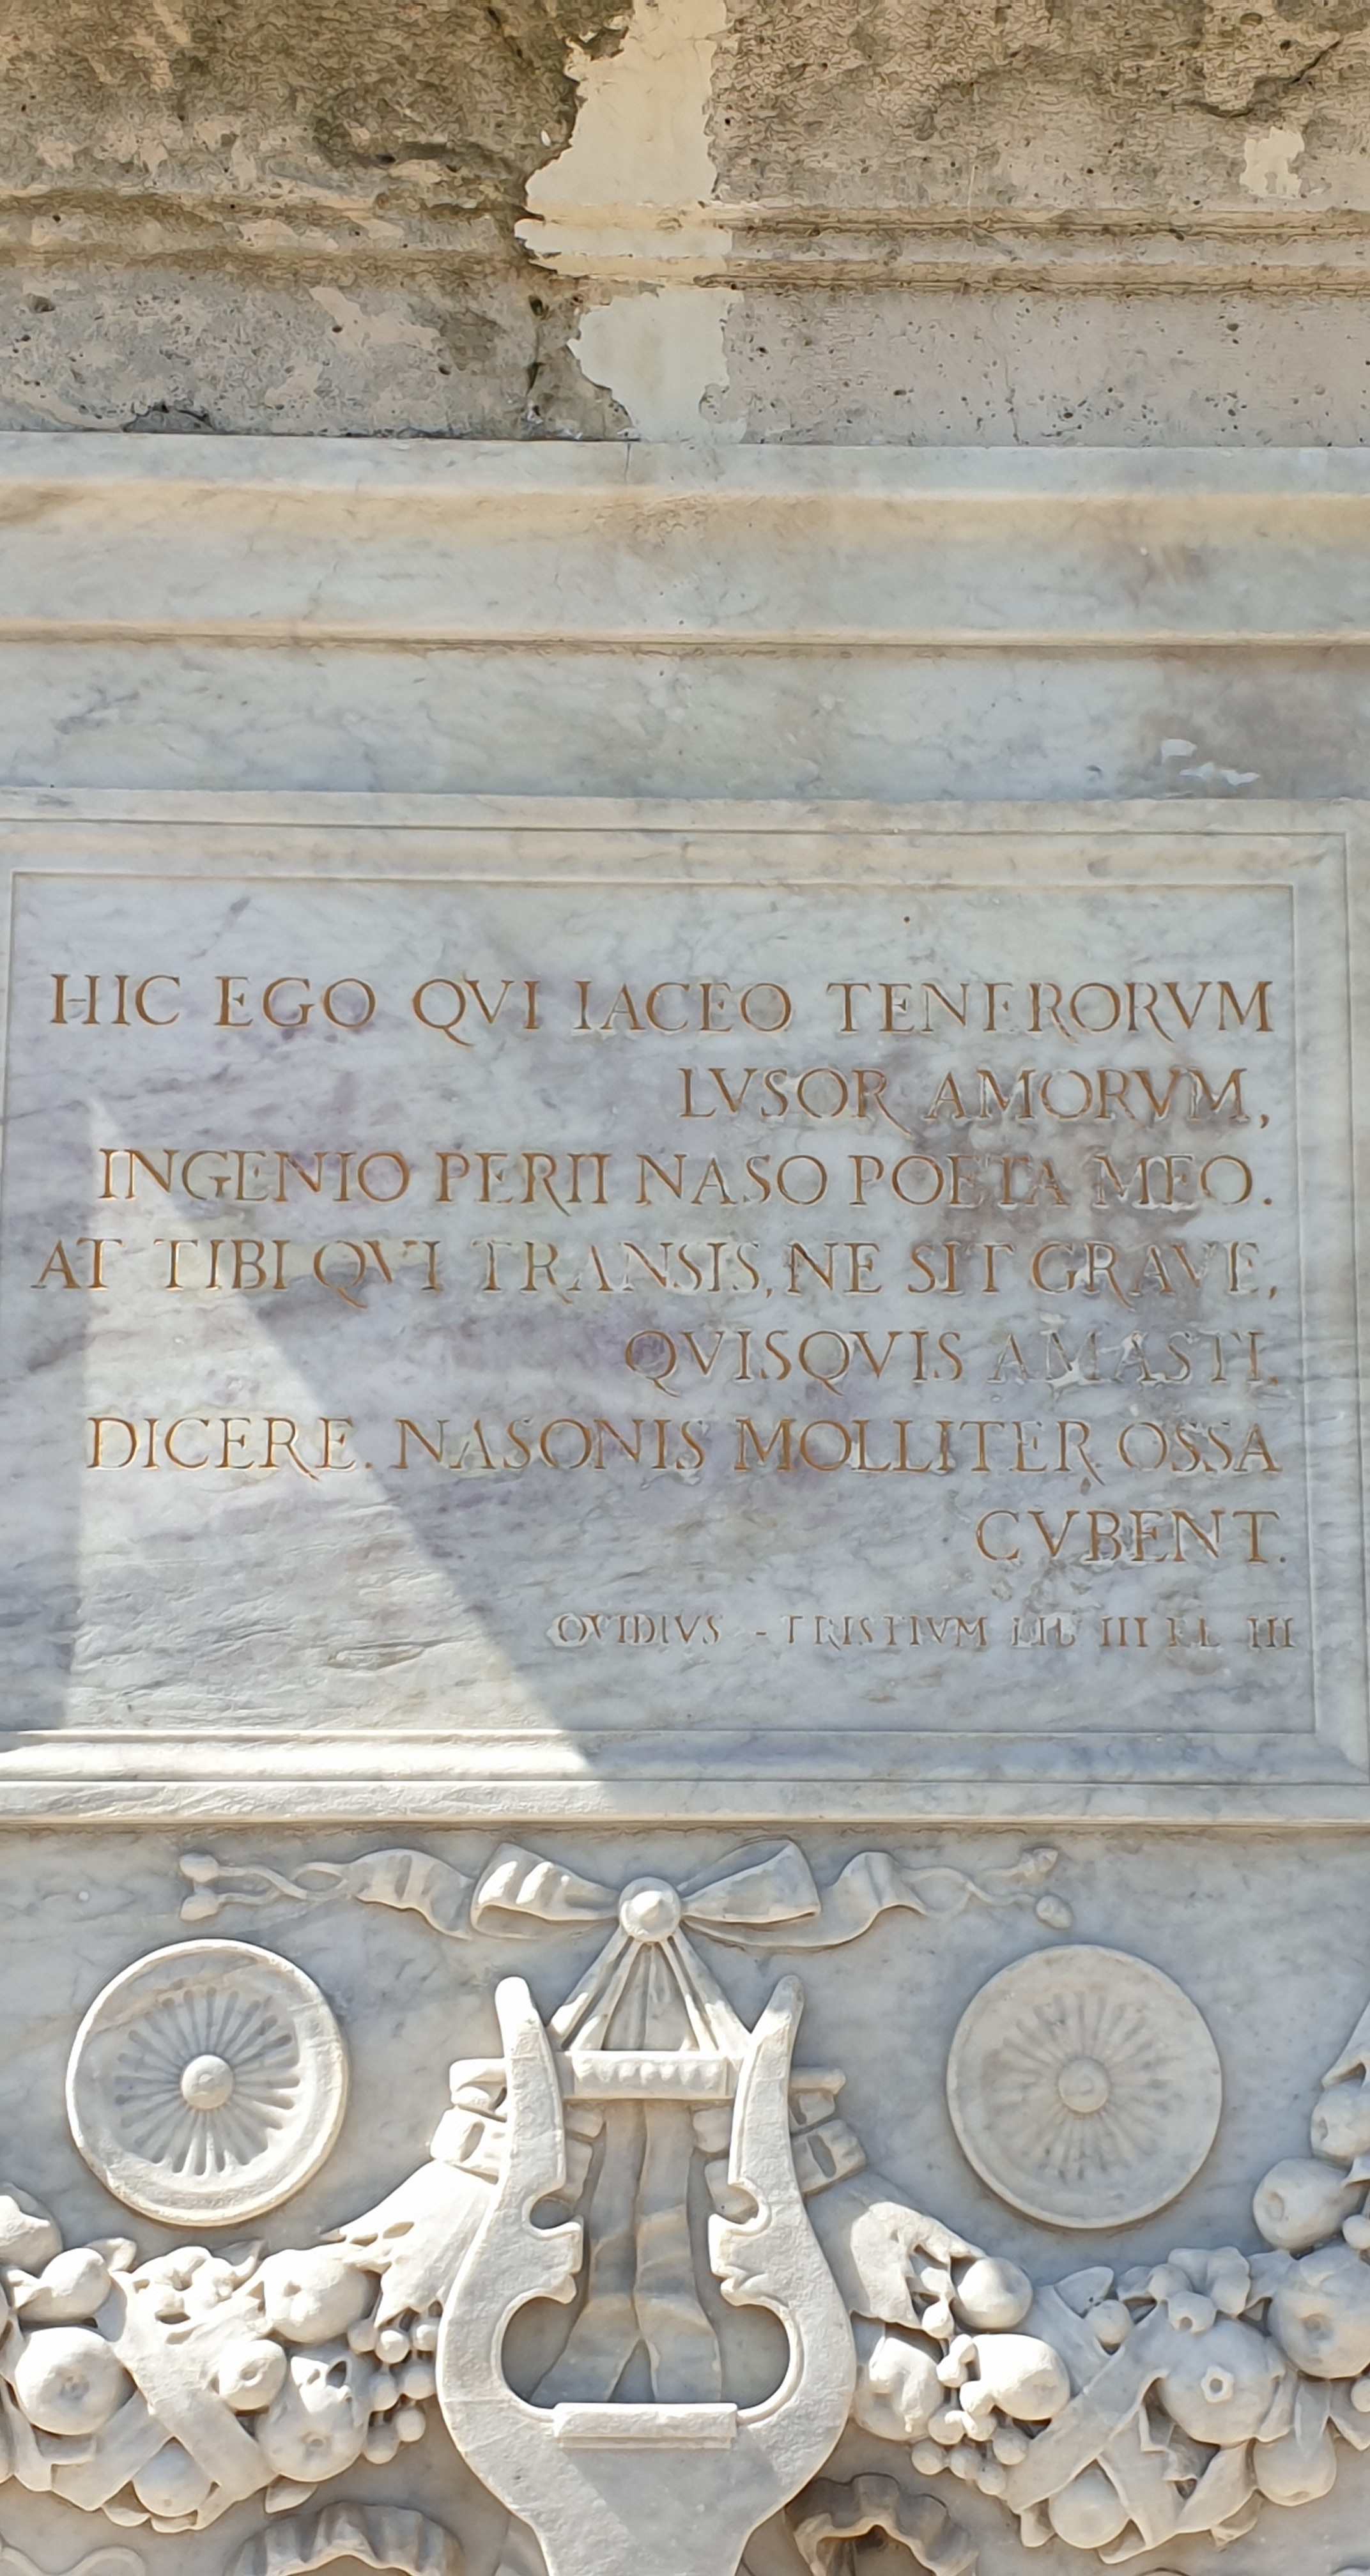 HIC EGO QVI IACEO TENERORVM
LVSOR AMORVM,
INGENIO PERII NASO POETA MEO.
AT TIBI QVI TRANSIS, NE SIT GRAVE,
QVISQVIS AMASTI.
DICERE. NASONIS MOLLITER OSSA
CVBENT.
OVIDIVS - TRISTIVM LIB III EL III